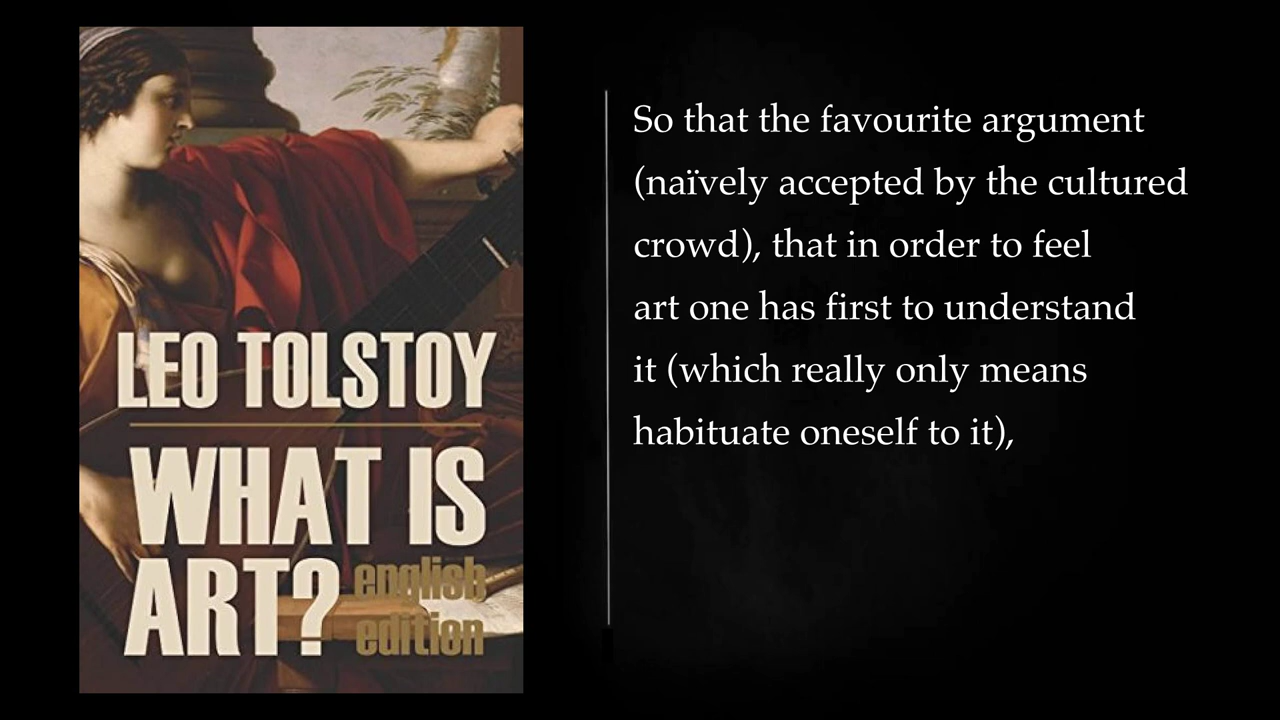 LEO TOLSTOY
WHAT IS
ART?
english
edition
So that the favourite argument
(naïvely accepted by the cultured
crowd), that in order to feel
art one has first to understand
it (which really only means
habituate oneself to it),